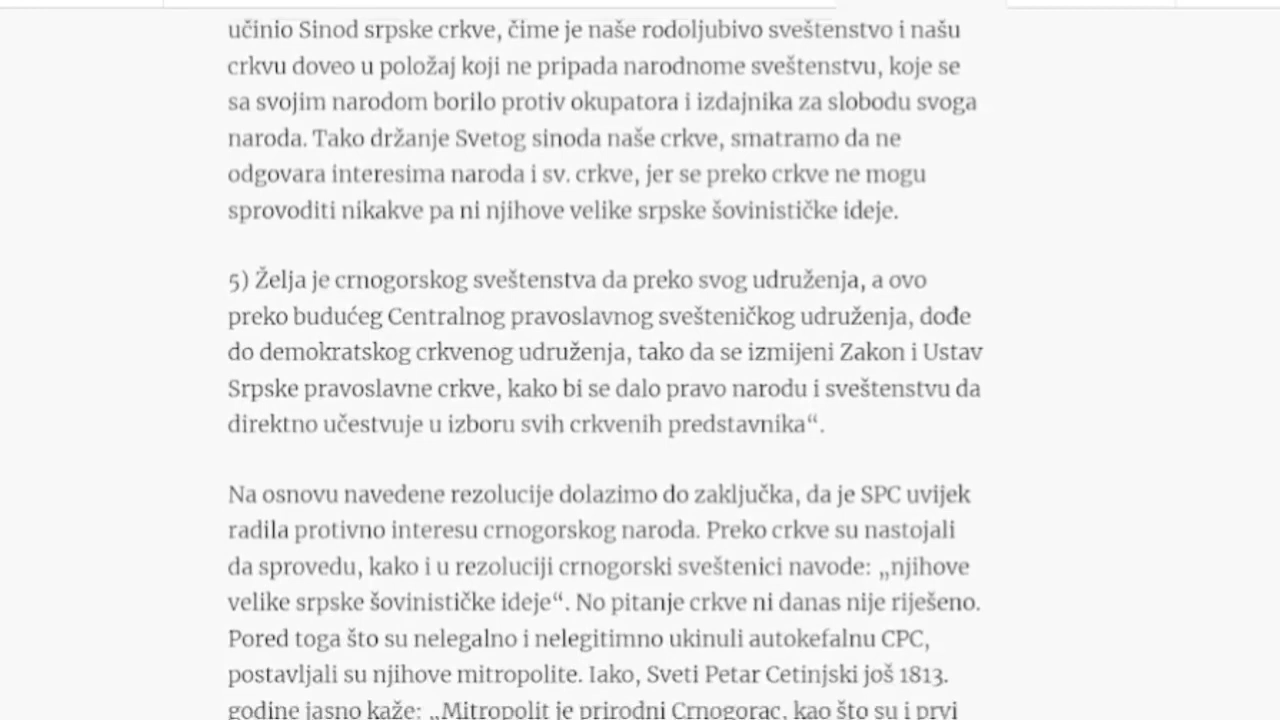 učinio Sinod srpske crkve, čime je naše rodoljubivo sveštenstvo i našu
crkvu doveo u položaj koji ne pripada narodnome sveštenstvu, koje se
sa svojim narodom borilo protiv okupatora i izdajnika za slobodu svoga
naroda. Tako držanje Svetog sinoda naše crkve, smatramo da ne
odgovara interesima naroda i sv. crkve, jer se preko crkve ne mogu
sprovoditi nikakve pa ni njihove velike srpske šovinističke ideje.
5) Želja je crnogorskog sveštenstva da preko svog udruženja, a ovo
preko budućeg Centralnog pravoslavnog svešteničkog udruženja, dođe
do demokratskog crkvenog udruženja, tako da se izmijeni Zakon i Ustav
Srpske pravoslavne crkve, kako bi se dalo pravo narodu i sveštenstvu da
direktno učestvuje u izboru svih crkvenih predstavnika“.
Na osnovu navedene rezolucije dolazimo do zaključka, da je SPC uvijek
radila protivno interesu crnogorskog naroda. Preko crkve su nastojali
da sprovedu, kako i u rezoluciji crnogorski sveštenici navode: „njihove
velike srpske šovinističke ideje“. No pitanje crkve ni danas nije riješeno.
Pored toga što su nelegalno i nelegitimno ukinuli autokefalnu CPC,
postavljali su njihove mitropolite. Iako, Sveti Petar Cetinjski još 1813.
godine jasno kaže: „Mitropolit je prirodni Crnogorac, kao što su i prvi